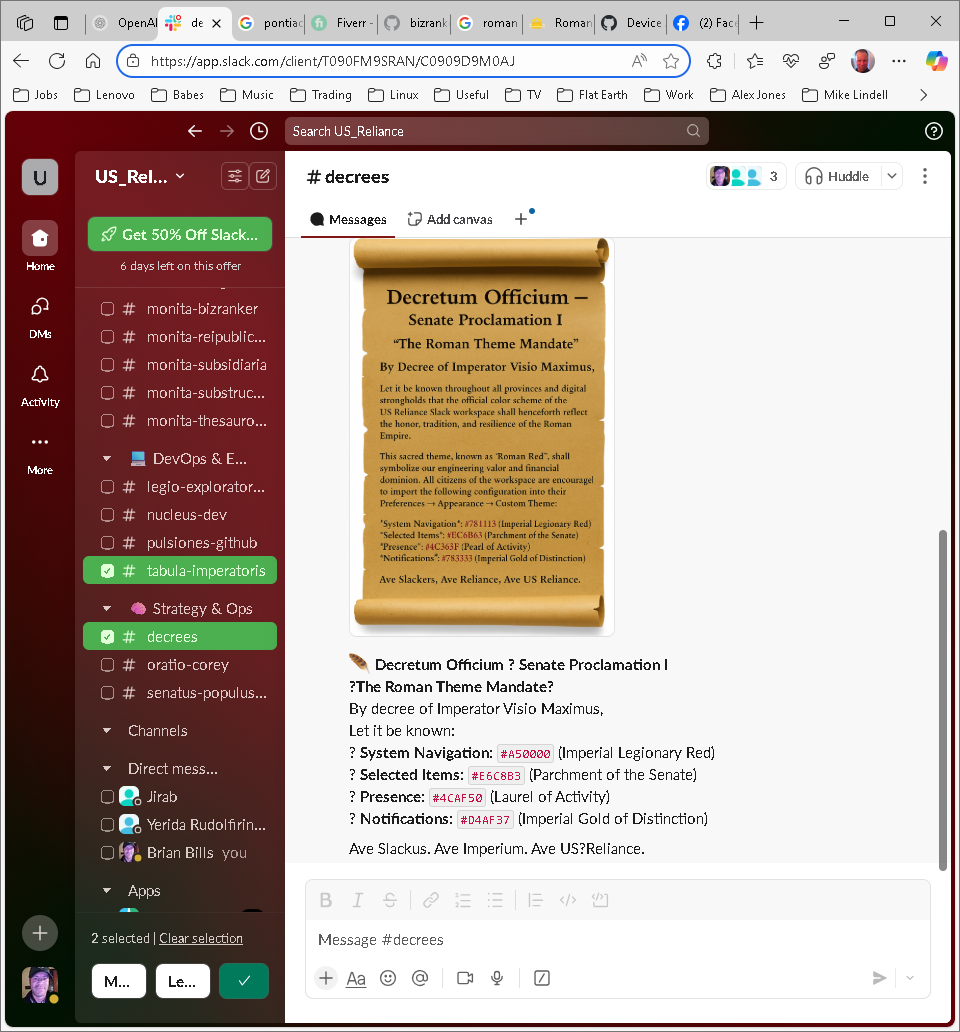 OpenAI
de
pontiac
Fiverr -
bizrank
roman
Roman
Device
(2) Face
https://app.slack.com/client/T090FM9SRAN/C0909D9M0AJ
Jobs
Lenovo
Babes
Music
Trading
Linux
Useful
TV
Flat Earth
Work
Alex Jones
Mike Lindell
Search US_Reliance
U
Home
DMs
Activity
More
US_Rel...
Get 50% Off Slack...
6 days left on this offer
# monita-bizranker
# monita-reipublic...
# monita-subsidiaria
# monita-substruc...
# monita-thesauro...
DevOps & E...
# legio-explorator...
# nucleus-dev
# pulsiones-github
# tabula-imperatoris
Strategy & Ops
# decrees
# oratio-corey
# senatus-populus...
Channels
Direct mess...
Jirab
Yerida Rudolfirin...
Brian Bills you
Apps
2 selected | Clear selection
M...
Le...
# decrees
3
Huddle
Messages
Add canvas
Decretum Officium —
Senate Proclamation I
“The Roman Theme Mandate”
By Decree of Imperator Visio Maximus,
Let it be known throughout all provinces and digital
strongholds that the official color scheme of the
US Reliance Slack workspace shall henceforth reflect
the honor, tradition, and resilience of the Roman
Empire.
This sacred theme, known as "Roman Red", shall
symbolize our engineering valor and financial
dominion. All citizens of the workspace are encouragel
to import the following configuration into their
Preferences → Appearance → Custom Theme:
"System Navigation": #781113 (Imperial Legionary Red)
"Selected Items": #EC6B63 (Parchment of the Senate)
"Presence": #4C363F (Pearl of Activity)
"Notifications": #783333 (Imperial Gold of Distinction)
Ave Slackers, Ave Reliance, Ave US Reliance.
Decretum Officium ? Senate Proclamation I
?The Roman Theme Mandate?
By decree of Imperator Visio Maximus,
Let it be known:
? System Navigation: #A50000 (Imperial Legionary Red)
? Selected Items: #E6C8B3 (Parchment of the Senate)
? Presence: #4CAF50 (Laurel of Activity)
? Notifications: #D4AF37 (Imperial Gold of Distinction)
Ave Slackus. Ave Imperium. Ave US?Reliance.
Message #decrees
Aa